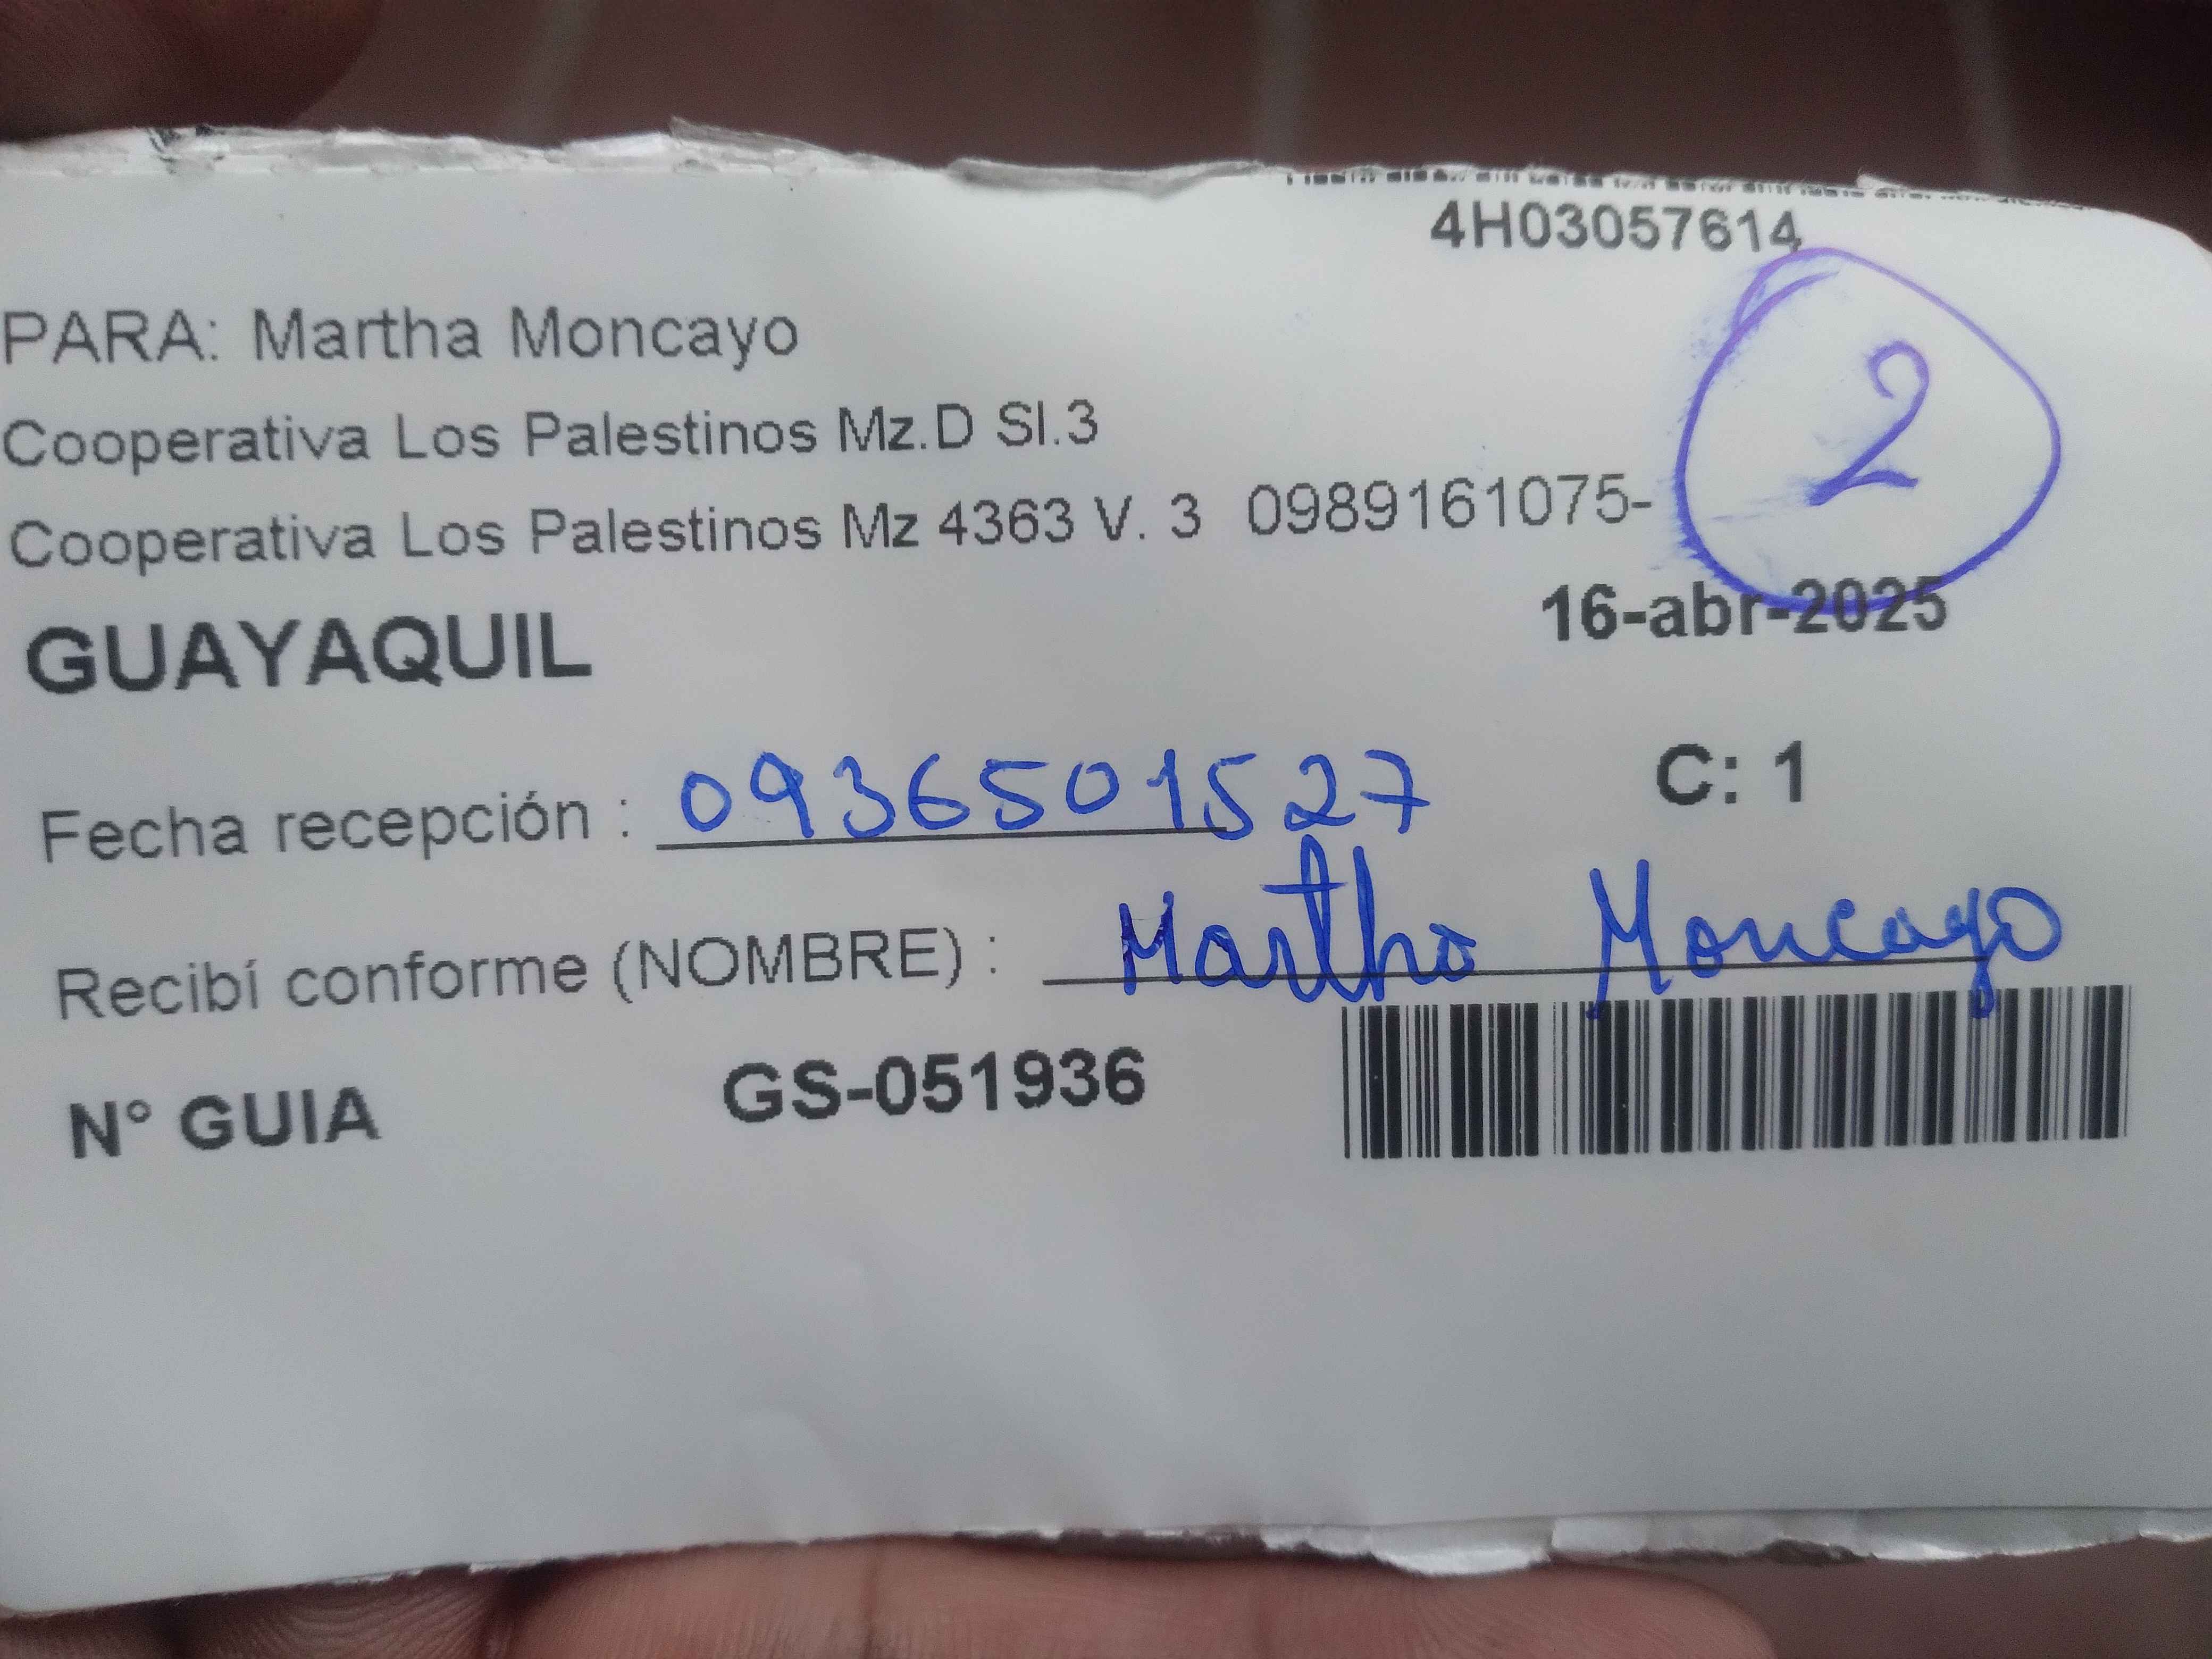 4H03057614
PARA: Martha Moncayo
2
Cooperativa Los Palestinos Mz.D Sl.3
Cooperativa Los Palestinos Mz 4363 V. 3 0989161075-
16-abr-2025
GUAYAQUIL
C: 1
Fecha recepción : 0936501527
Recibí conforme (NOMBRE) : Martha Moncayo
N° GUIA GS-051936